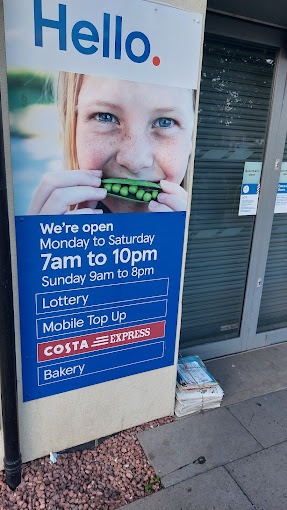 Hello.
We're open
Monday to Saturday
7am to 10pm
Sunday 9am to 8pm
Lottery
Mobile Top Up
COSTA EXPRESS
Bakery